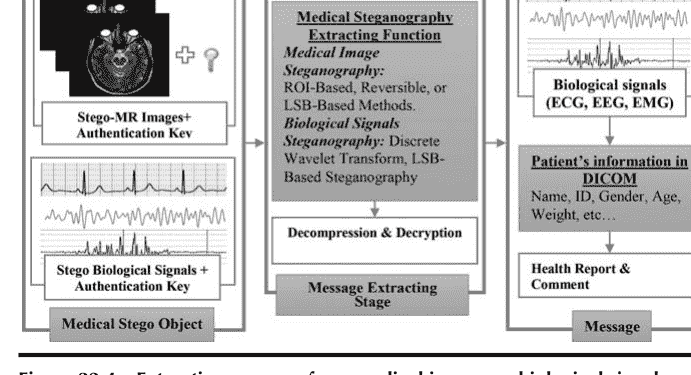 Stego-MR Images+
Authentication Key
Stego Biological Signals +
Authentication Key
Medical Stego Object
Medical Steganography
Extracting Function
Medical Image
Steganography:
ROI-Based, Reversible, or
LSB-Based Methods.
Biological Signals
Steganography: Discrete
Wavelet Transform, LSB-
Based Steganography
Decompression & Decryption
Message Extracting
Stage
Biological signals
(ECG, EEG, EMG)
Patient's information in
DICOM
Name, ID, Gender, Age,
Weight, etc…
Health Report &
Comment
Message